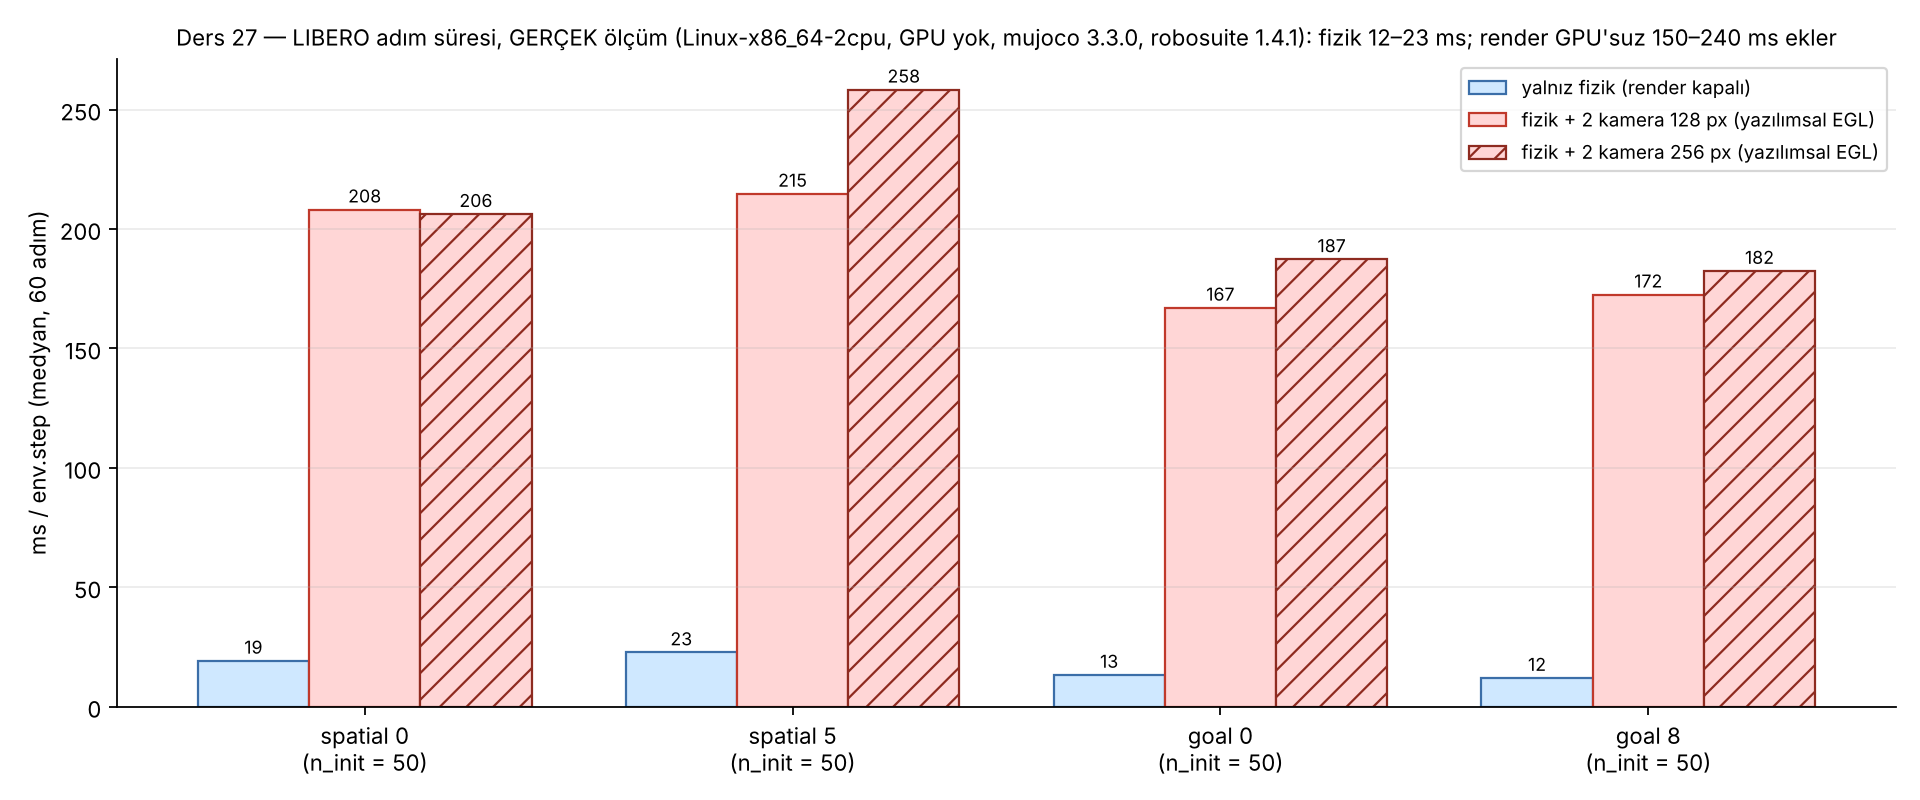 Ders 27 — LIBERO adım süresi, GERÇEK ölçüm (Linux-x86_64-2cpu, GPU yok, mujoco 3.3.0, robosuite 1.4.1): fizik 12–23 ms; render GPU'suz 150–240 ms ekler
yalnız fizik (render kapalı)
fizik + 2 kamera 128 px (yazılımsal EGL)
fizik + 2 kamera 256 px (yazılımsal EGL)
ms / env.step (medyan, 60 adım)
250
200
150
100
50
0
19
208
206
23
215
258
13
167
187
12
172
182
spatial 0
(n_init = 50)
spatial 5
(n_init = 50)
goal 0
(n_init = 50)
goal 8
(n_init = 50)